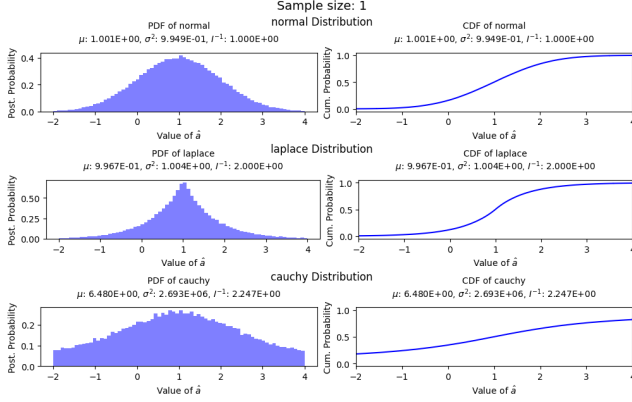 Sample size: 1
normal Distribution
PDF of normal
μ: 1.001E+00, σ²: 9.949E-01, I⁻¹: 1.000E+00
Post. Probability
0.4
0.2
0.0
−2 −1 0 1 2 3 4
Value of â
CDF of normal
μ: 1.001E+00, σ²: 9.949E-01, I⁻¹: 1.000E+00
Cum. Probability
1.0
0.5
0.0
−2 −1 0 1 2 3 4
Value of â
laplace Distribution
PDF of laplace
μ: 9.967E-01, σ²: 1.004E+00, I⁻¹: 2.000E+00
Post. Probability
0.50
0.25
0.00
−2 −1 0 1 2 3 4
Value of â
CDF of laplace
μ: 9.967E-01, σ²: 1.004E+00, I⁻¹: 2.000E+00
Cum. Probability
1.0
0.5
0.0
−2 −1 0 1 2 3 4
Value of â
cauchy Distribution
PDF of cauchy
μ: 6.480E+00, σ²: 2.693E+06, I⁻¹: 2.247E+00
Post. Probability
0.2
0.1
0.0
−2 −1 0 1 2 3 4
Value of â
CDF of cauchy
μ: 6.480E+00, σ²: 2.693E+06, I⁻¹: 2.247E+00
Cum. Probability
1.0
0.5
0.0
−2 −1 0 1 2 3 4
Value of â